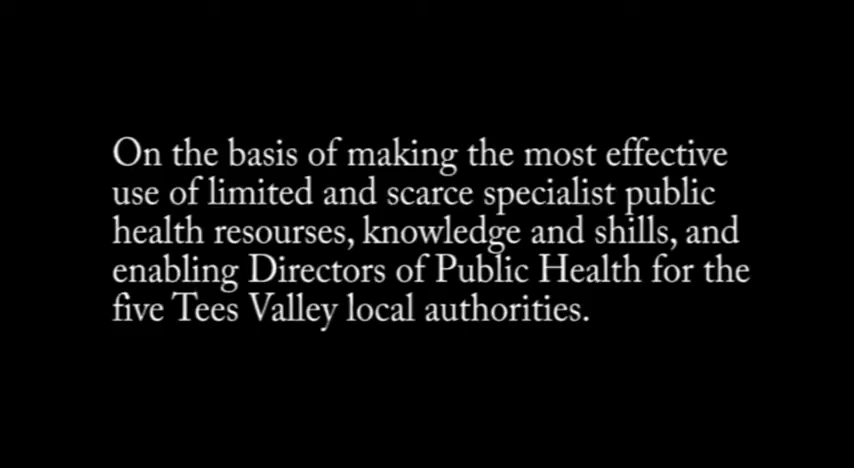 On the basis of making the most effective
use of limited and scarce specialist public
health resourses, knowledge and shills, and
enabling Directors of Public Health for the
five Tees Valley local authorities.